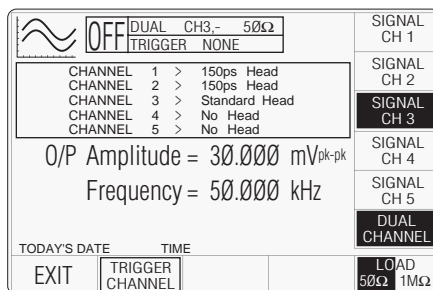 OFF DUAL CH3,- 5ØΩ
TRIGGER NONE
CHANNEL 1 > 150ps Head
CHANNEL 2 > 150ps Head
CHANNEL 3 > Standard Head
CHANNEL 4 > No Head
CHANNEL 5 > No Head
O/P Amplitude = 3Ø.ØØØ mVpk-pk
Frequency = 5Ø.ØØØ kHz
TODAY'S DATE TIME
EXIT
TRIGGER
CHANNEL
SIGNAL
CH 1
SIGNAL
CH 2
SIGNAL
CH 3
SIGNAL
CH 4
SIGNAL
CH 5
DUAL
CHANNEL
LOAD
5ØΩ 1MΩ